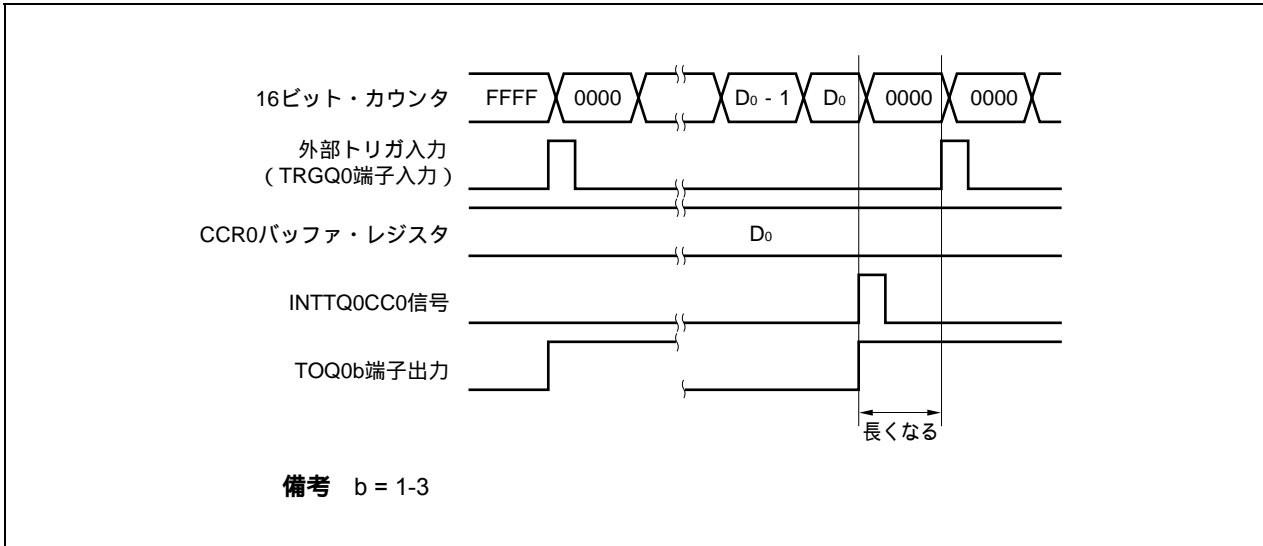 16ビット・カウンタ FFFF 0000 D0 - 1 D0 0000 0000
外部トリガ入力
(TRGQ0端子入力)
CCR0バッファ・レジスタ D0
INTTQ0CC0信号
TOQ0b端子出力
長くなる
備考 b = 1-3